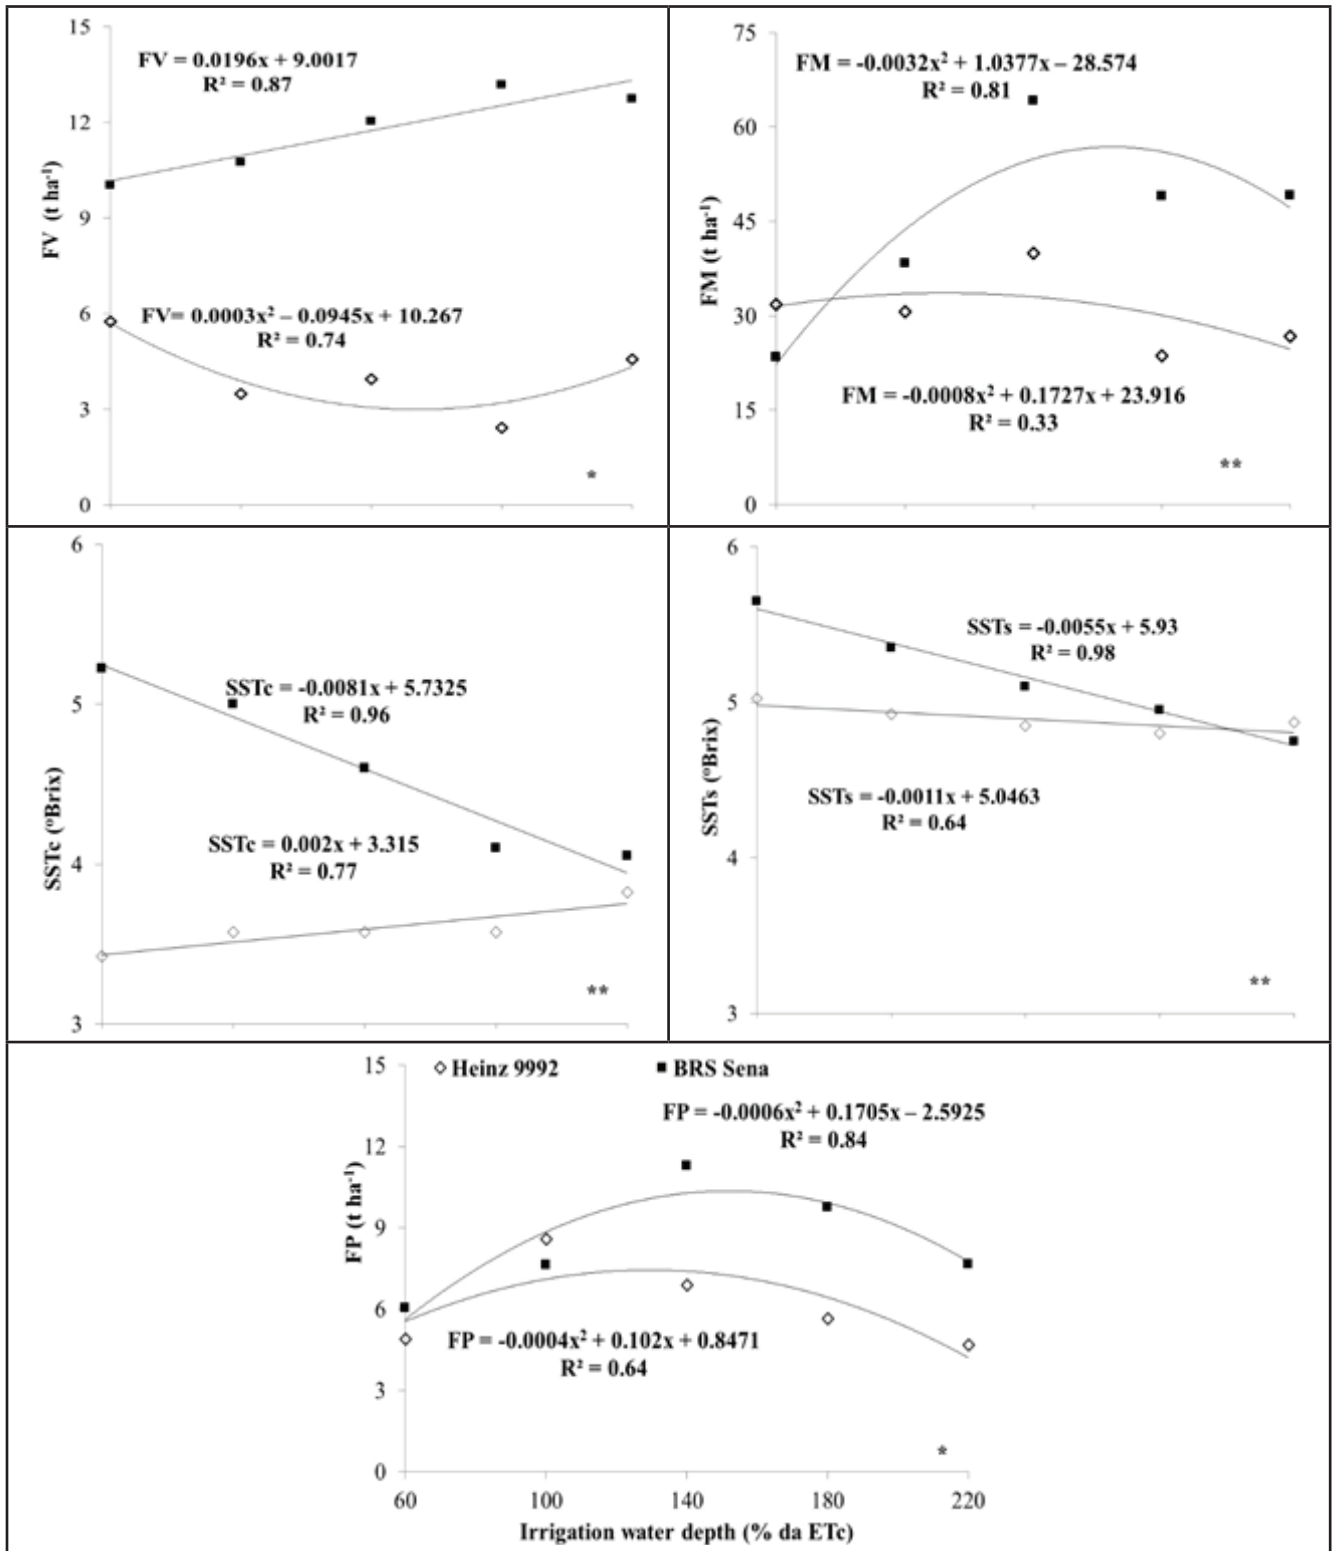 15
12
9
6
3
0
FV (t ha⁻¹)
FV = 0.0196x + 9.0017
R² = 0.87
FV= 0.0003x² – 0.0945x + 10.267
R² = 0.74
*
75
60
45
30
15
0
FM (t ha⁻¹)
FM = -0.0032x² + 1.0377x – 28.574
R² = 0.81
FM = -0.0008x² + 0.1727x + 23.916
R² = 0.33
**
6
5
4
3
SSTc (ºBrix)
SSTc = -0.0081x + 5.7325
R² = 0.96
SSTc = 0.002x + 3.315
R² = 0.77
**
6
5
4
3
SSTs (ºBrix)
SSTs = -0.0055x + 5.93
R² = 0.98
SSTs = -0.0011x + 5.0463
R² = 0.64
**
15
12
9
6
3
0
FP (t ha⁻¹)
◇ Heinz 9992 ■ BRS Sena
FP = -0.0006x² + 0.1705x – 2.5925
R² = 0.84
FP = -0.0004x² + 0.102x + 0.8471
R² = 0.64
*
60 100 140 180 220
Irrigation water depth (% da ETc)